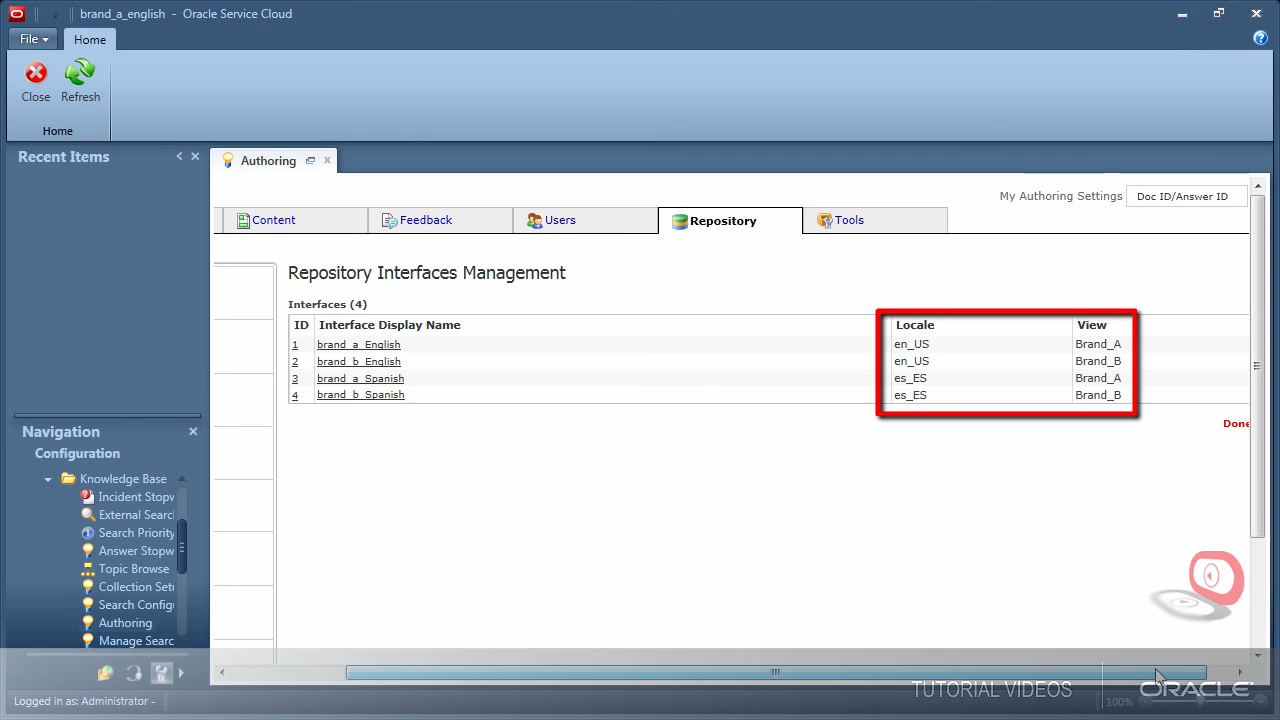 brand_a_english - Oracle Service Cloud
File
Home
Close
Refresh
Home
Recent Items
Authoring
My Authoring Settings
Doc ID/Answer ID
Content
Feedback
Users
Repository
Tools
Repository Interfaces Management
Interfaces (4)
ID Interface Display Name Locale View
1 brand_a_English en_US Brand_A
2 brand_b_English en_US Brand_B
3 brand_a_Spanish es_ES Brand_A
4 brand_b_Spanish es_ES Brand_B
Done
Navigation
Configuration
Knowledge Base
Incident Stopw
External Searc
Search Priority
Answer Stopw
Topic Browse
Collection Setu
Search Configu
Authoring
Manage Searc
Logged in as: Administrator -
TUTORIAL VIDEOS
ORACLE
100%